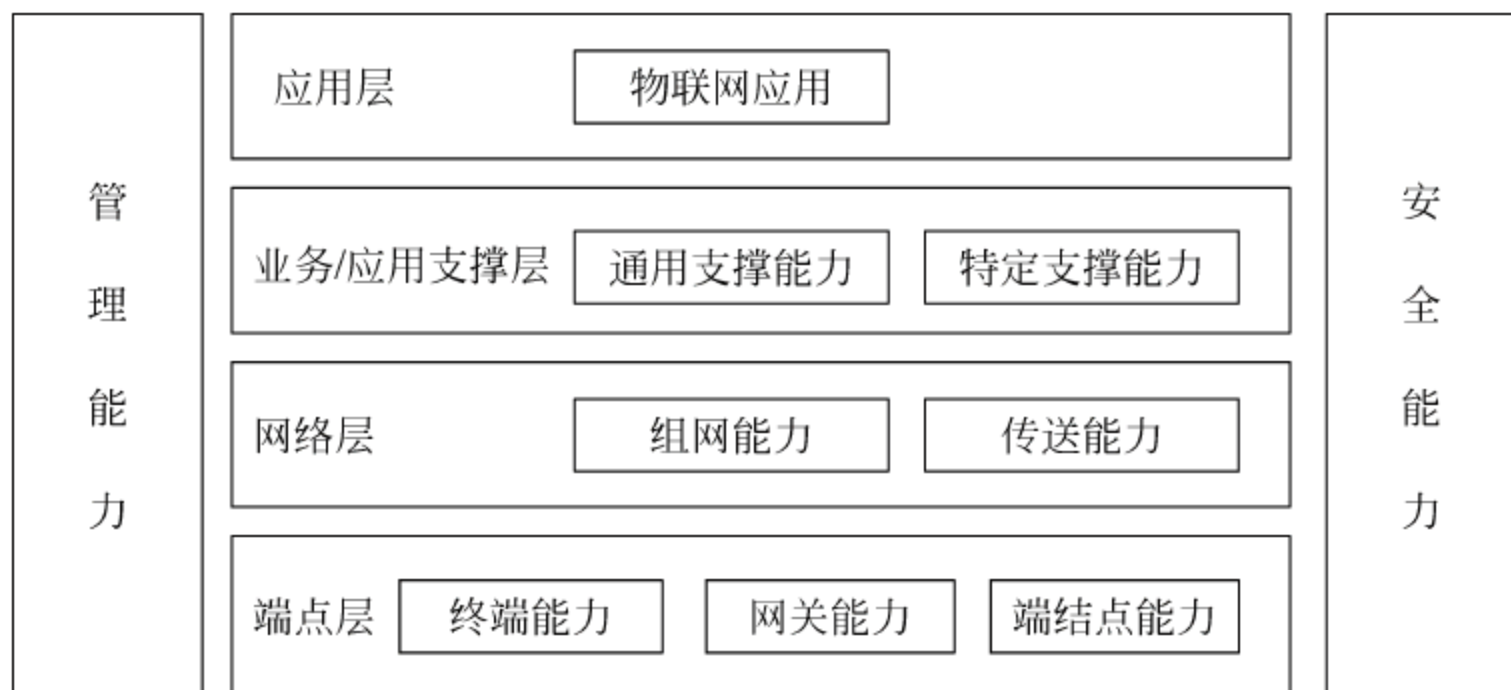 管理能力
应用层
物联网应用
业务/应用支撑层
通用支撑能力
特定支撑能力
网络层
组网能力
传送能力
端点层
终端能力
网关能力
端结点能力
安全能力